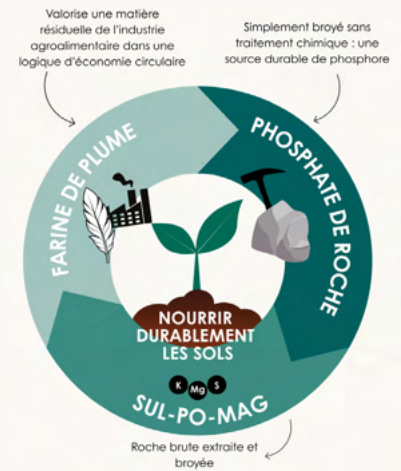 Valorise une matière
résiduelle de l'industrie
agroalimentaire dans une
logique d'économie circulaire
Simplement broyé sans
traitement chimique : une
source durable de phosphore
FARINE DE PLUME
PHOSPHATE DE ROCHE
NOURRIR
DURABLEMENT
LES SOLS
K Mg S
SUL-PO-MAG
Roche brute extraite et
broyée